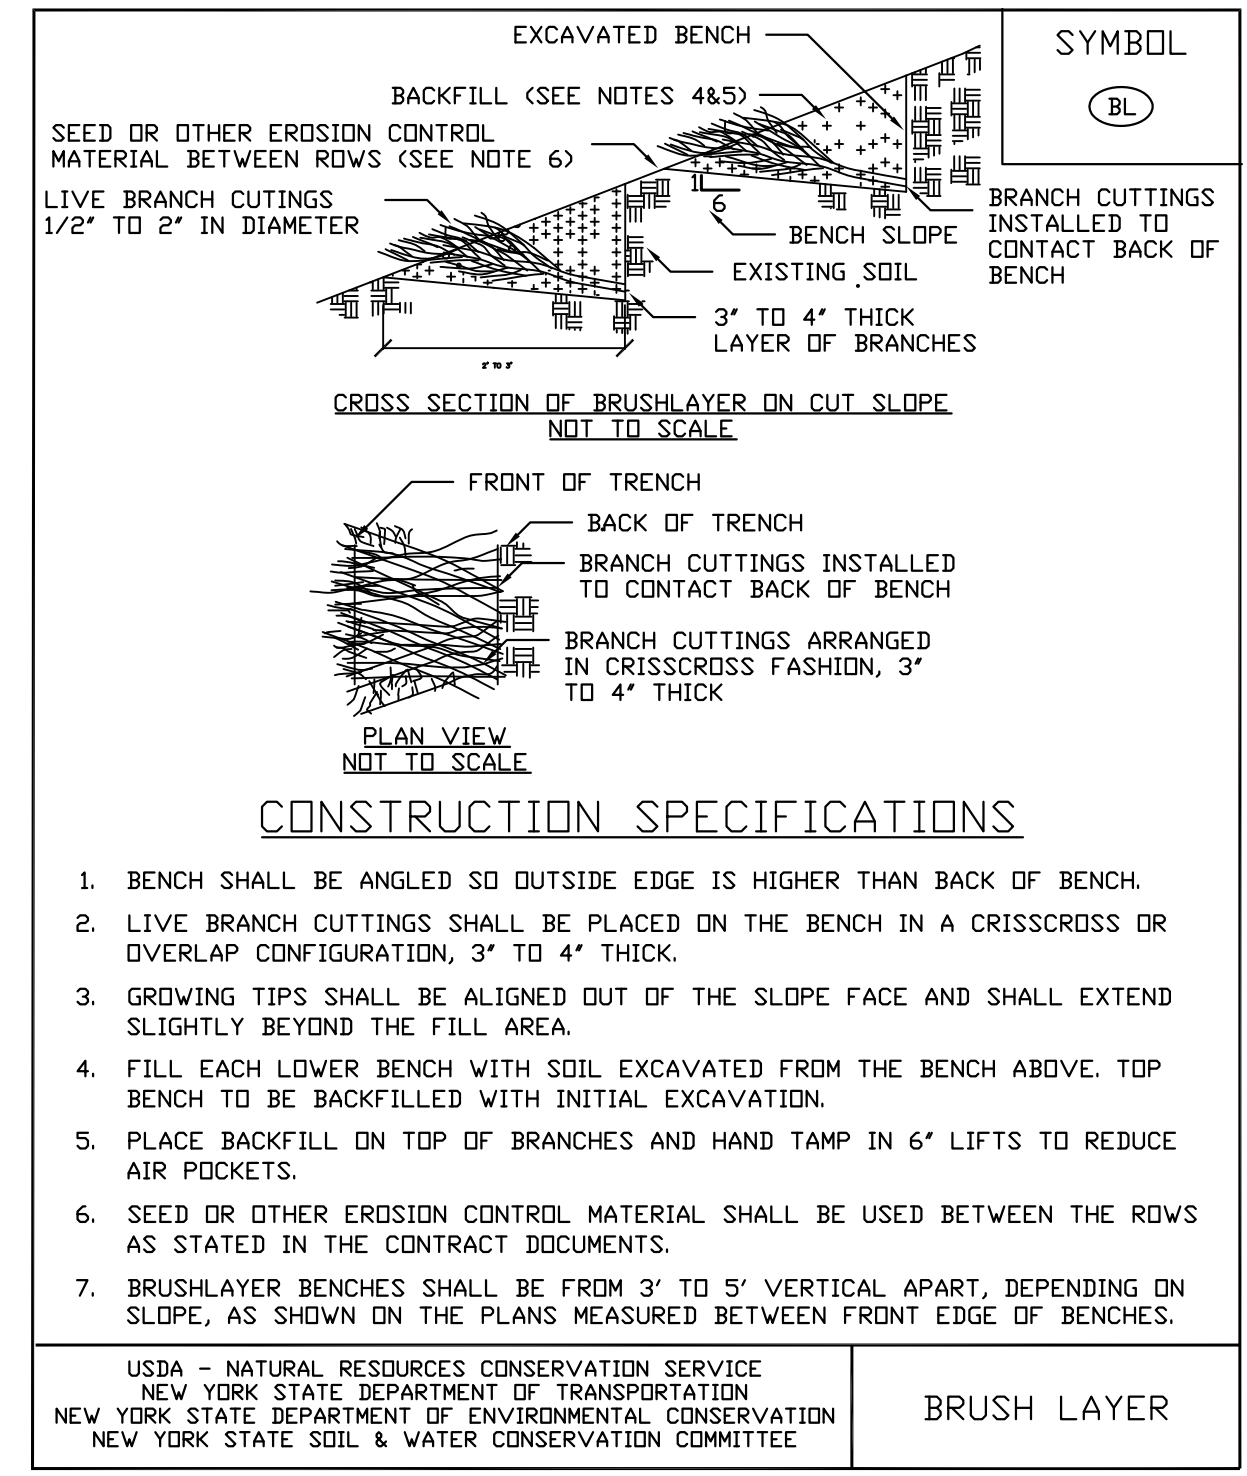 EXCAVATED BENCH
SYMBOL
BL
BACKFILL (SEE NOTES 4&5)
SEED OR OTHER EROSION CONTROL
MATERIAL BETWEEN ROWS (SEE NOTE 6)
LIVE BRANCH CUTINGS
1/2" TO 2" IN DIAMETER
1
6
BENCH SLOPE
BRANCH CUTTINGS
INSTALLED TO
CONTACT BACK OF
BENCH
EXISTING SOIL
3" TO 4" THICK
LAYER OF BRANCHES
2' TO 3'
CROSS SECTION OF BRUSHLAYER ON CUT SLOPE
NOT TO SCALE
FRONT OF TRENCH
BACK OF TRENCH
BRANCH CUTTINGS INSTALLED
TO CONTACT BACK OF BENCH
BRANCH CUTTINGS ARRANGED
IN CRISSCROSS FASHION, 3"
TO 4" THICK
PLAN VIEW
NOT TO SCALE
CONSTRUCTION SPECIFICATIONS
1. BENCH SHALL BE ANGLED SO OUTSIDE EDGE IS HIGHER THAN BACK OF BENCH.
2. LIVE BRANCH CUTTINGS SHALL BE PLACED ON THE BENCH IN A CRISSCROSS OR
OVERLAP CONFIGURATION, 3" TO 4" THICK.
3. GROWING TIPS SHALL BE ALIGNED OUT OF THE SLOPE FACE AND SHALL EXTEND
SLIGHTLY BEYOND THE FILL AREA.
4. FILL EACH LOWER BENCH WITH SOIL EXCAVATED FROM THE BENCH ABOVE. TOP
BENCH TO BE BACKFILLED WITH INITIAL EXCAVATION.
5. PLACE BACKFILL ON TOP OF BRANCHES AND HAND TAMP IN 6" LIFTS TO REDUCE
AIR POCKETS.
6. SEED OR OTHER EROSION CONTROL MATERIAL SHALL BE USED BETWEEN THE ROWS
AS STATED IN THE CONTRACT DOCUMENTS.
7. BRUSHLAYER BENCHES SHALL BE FROM 3' TO 5' VERTICAL APART, DEPENDING ON
SLOPE, AS SHOWN ON THE PLANS MEASURED BETWEEN FRONT EDGE OF BENCHES.
USDA - NATURAL RESOURCES CONSERVATION SERVICE
NEW YORK STATE DEPARTMENT OF TRANSPORTATION
NEW YORK STATE DEPARTMENT OF ENVIRONMENTAL CONSERVATION
NEW YORK STATE SOIL & WATER CONSERVATION COMMITTEE
BRUSH LAYER